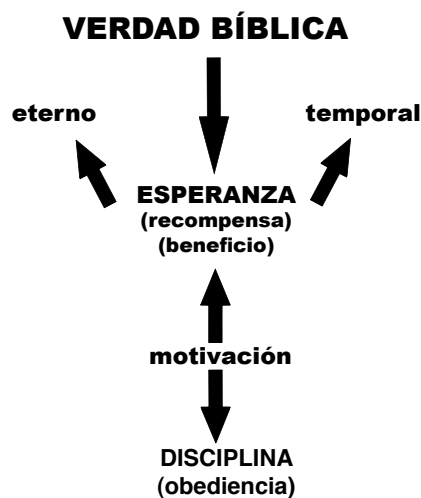 VERDAD BÍBLICA
eterno
temporal
ESPERANZA
(recompensa)
(beneficio)
motivación
DISCIPLINA
(obediencia)